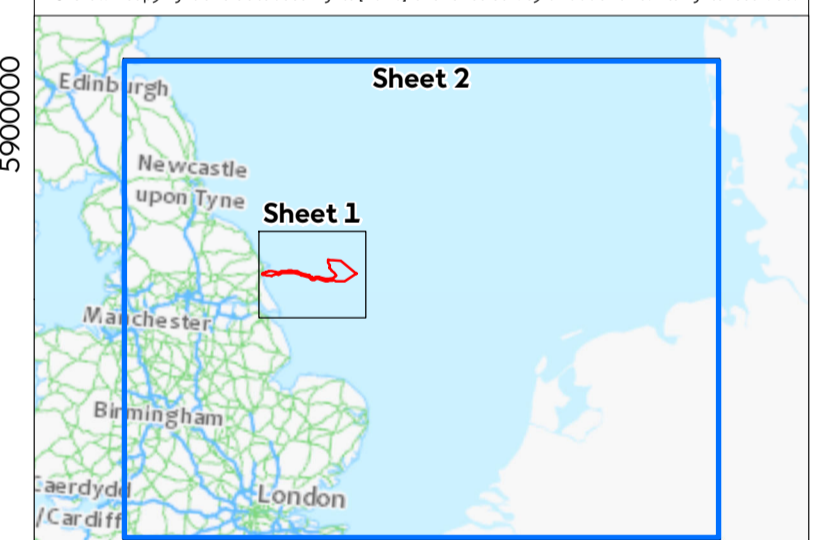 Sheet 2
Edinburgh
5900000
Newcastle
upon Tyne
Sheet 1
Manchester
Birmingham
Caerdydd
/Cardiff
London